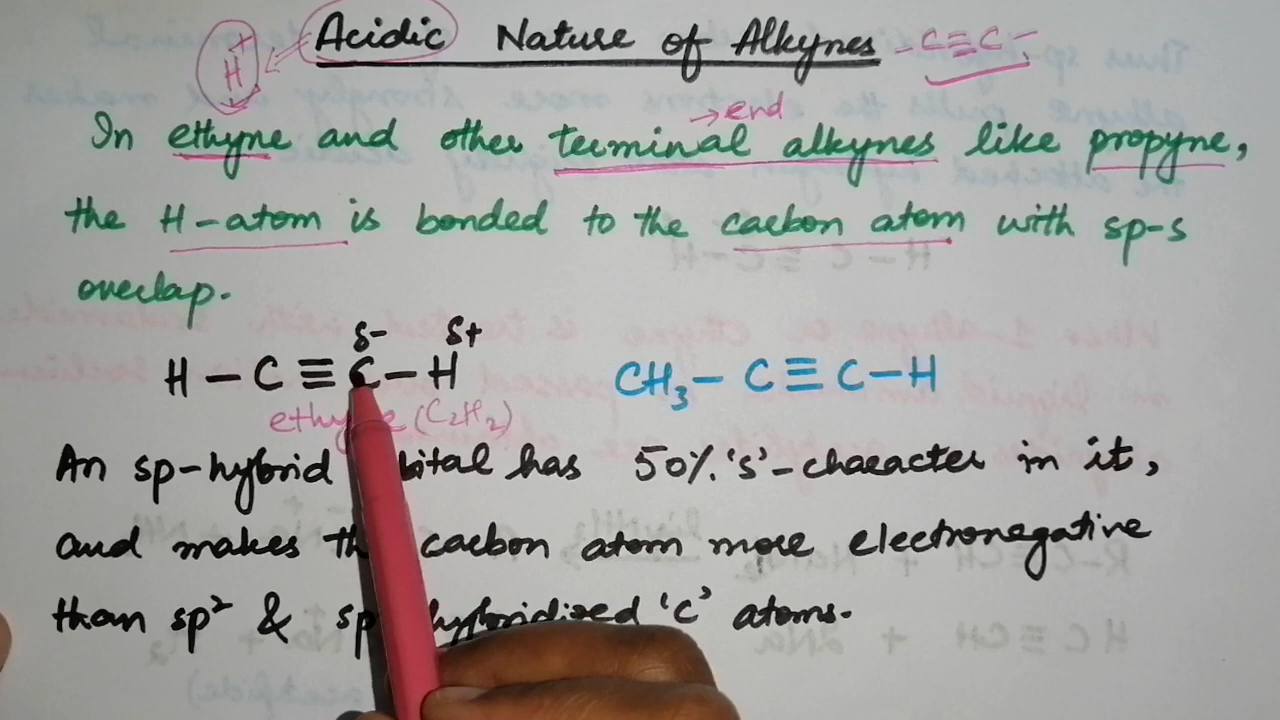 Acidic Nature of Alkynes -C≡C-
H+
→end
In ethyne and other terminal alkynes like propyne,
the H-atom is bonded to the carbon atom with sp-s
overlap.
δ- δ+
H-C≡C-H CH3-C≡C-H
(C2H2)
An sp-hybrid has 50% 's'-character in it,
and makes carbon atom more electronegative
than sp² & 'C' atoms.